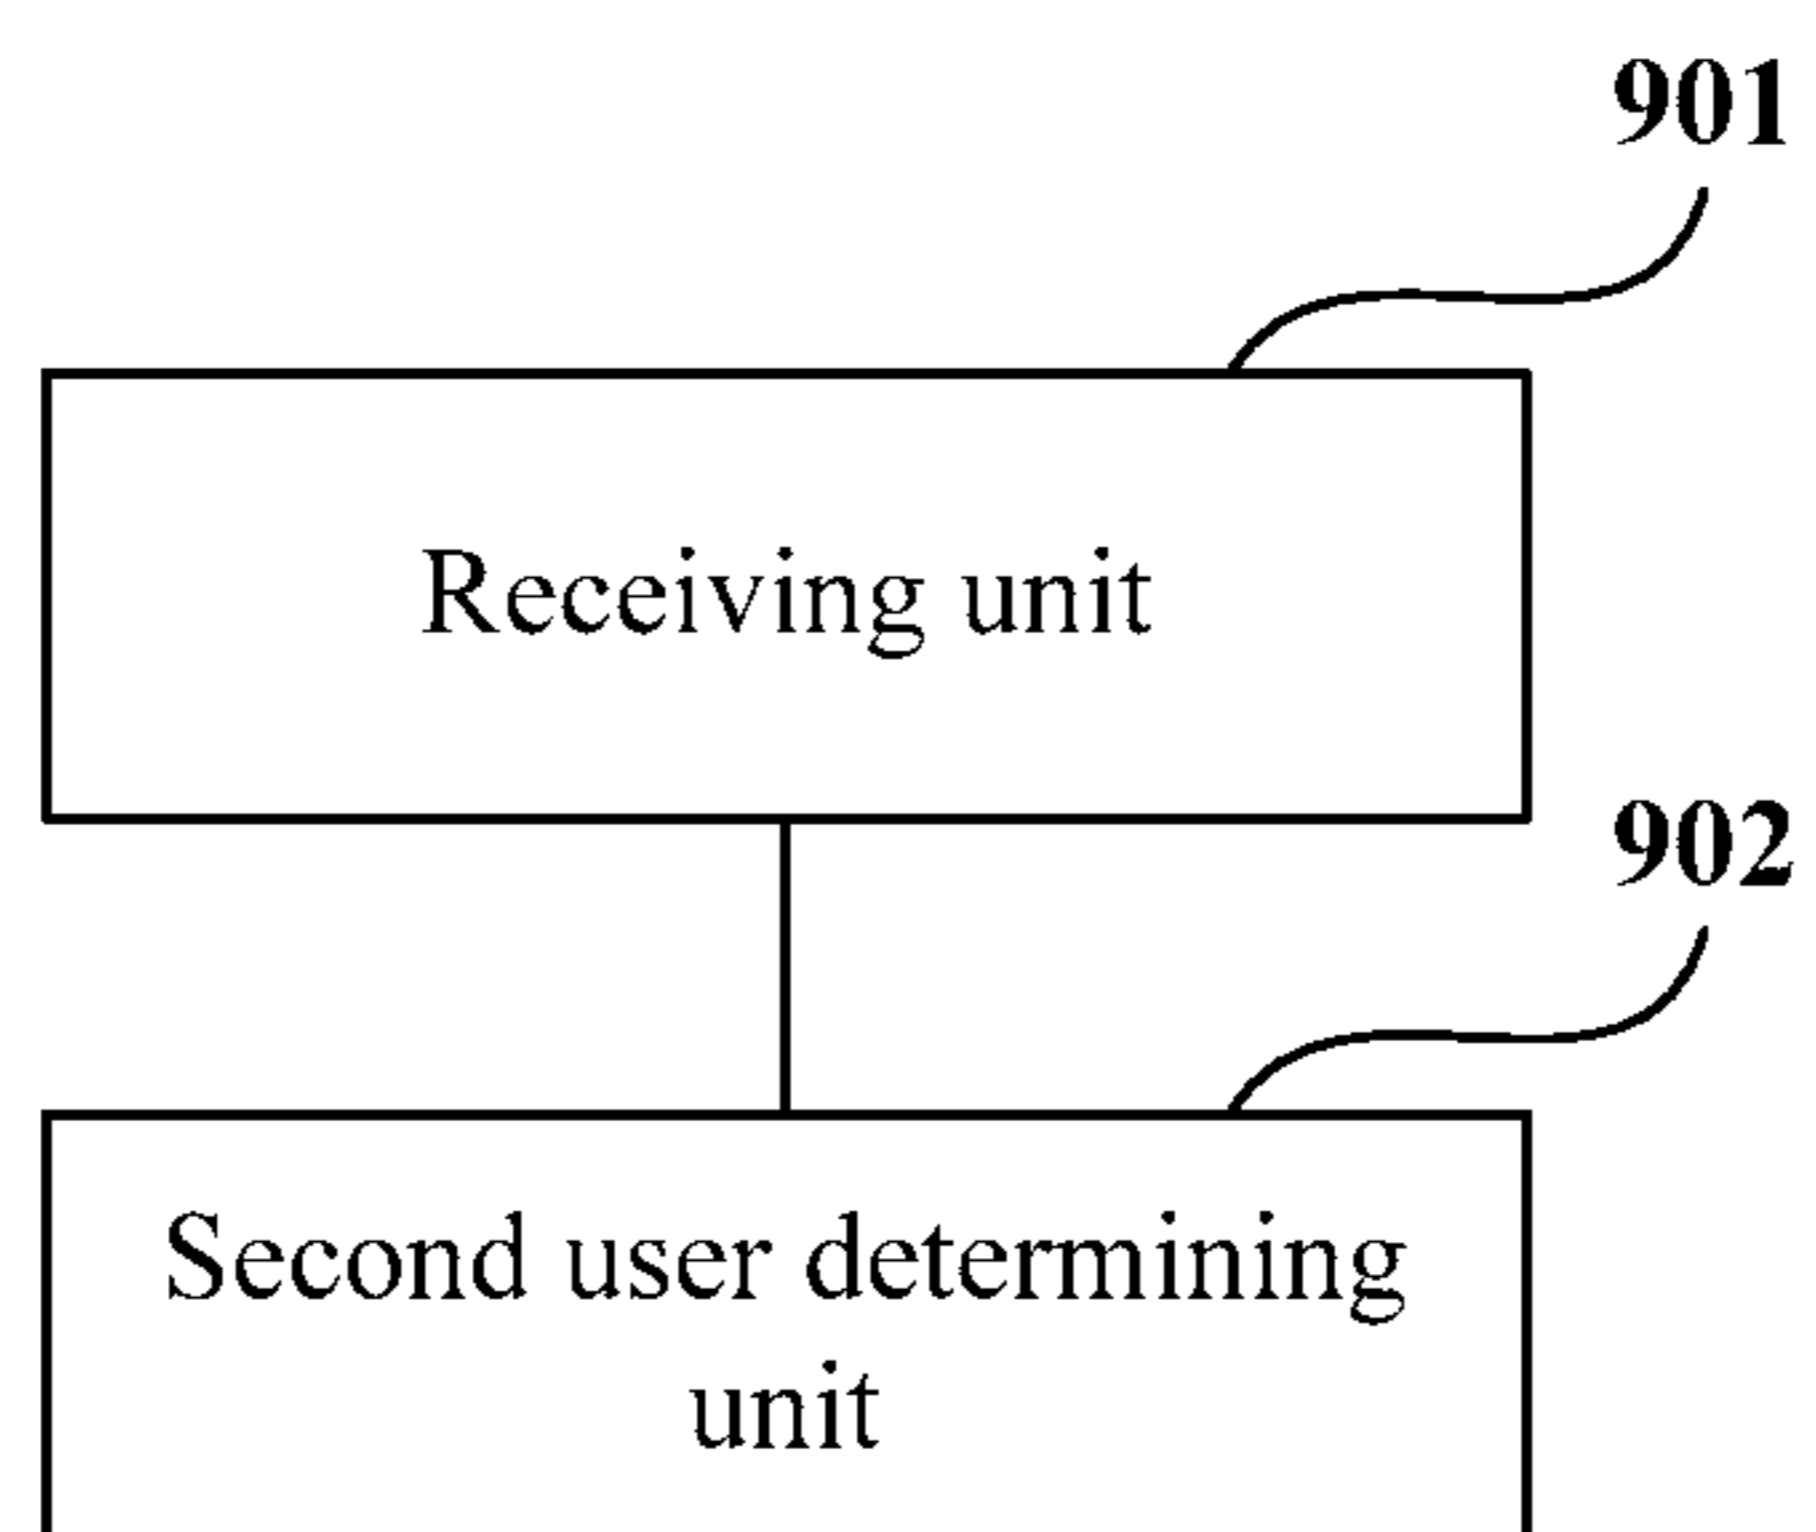 901
Receiving unit
902
Second user determining
unit